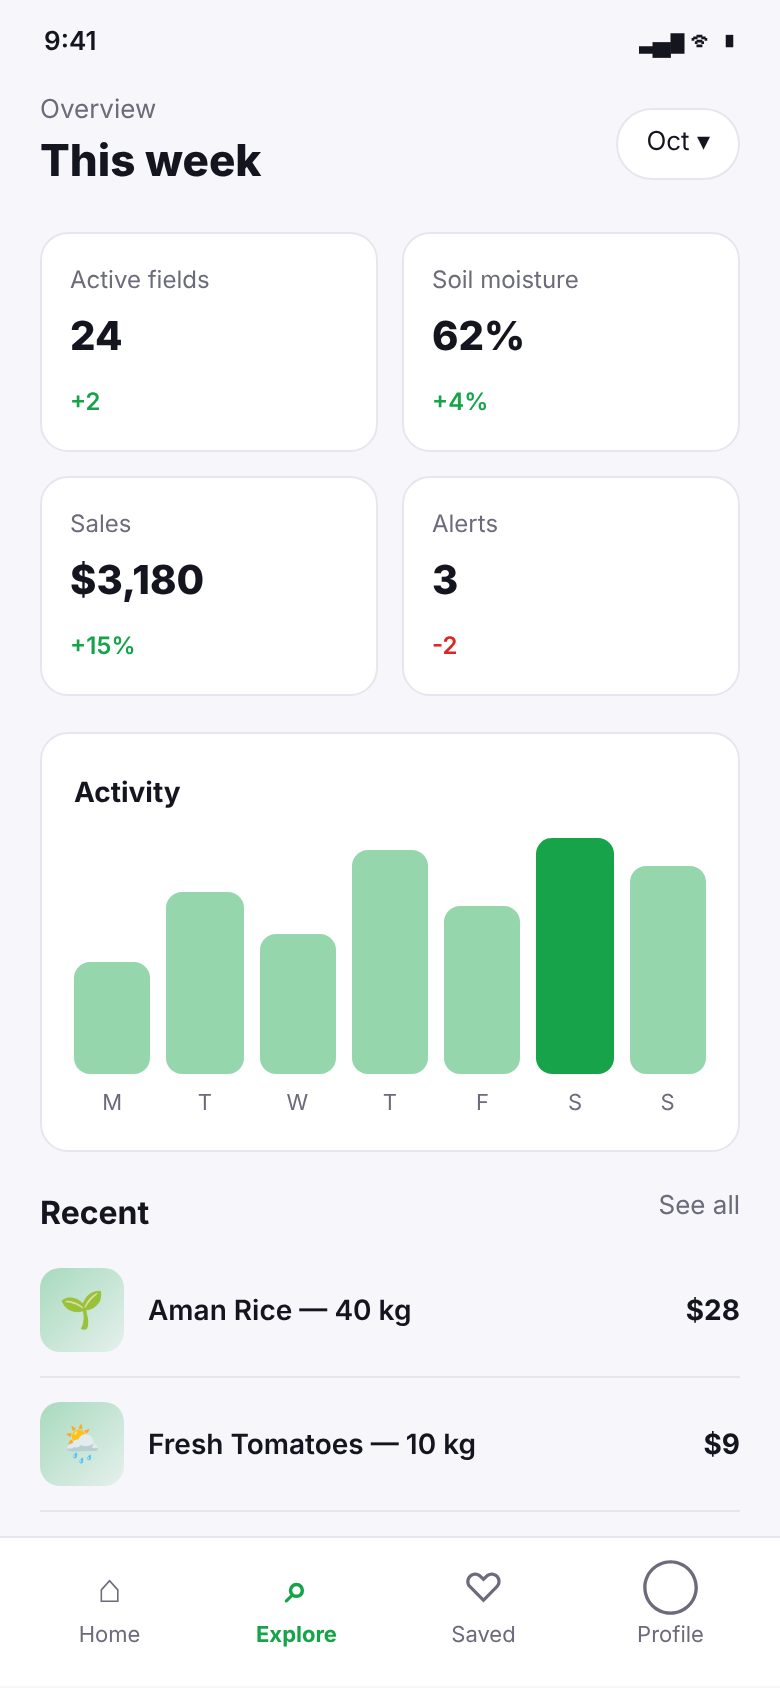 9:41
Overview
This week
Oct ▾
Active fields
24
+2
Soil moisture
62%
+4%
Sales
$3,180
+15%
Alerts
3
-2
Activity
M T W T F S S
Recent
See all
Aman Rice — 40 kg
$28
Fresh Tomatoes — 10 kg
$9
Home
Explore
Saved
Profile